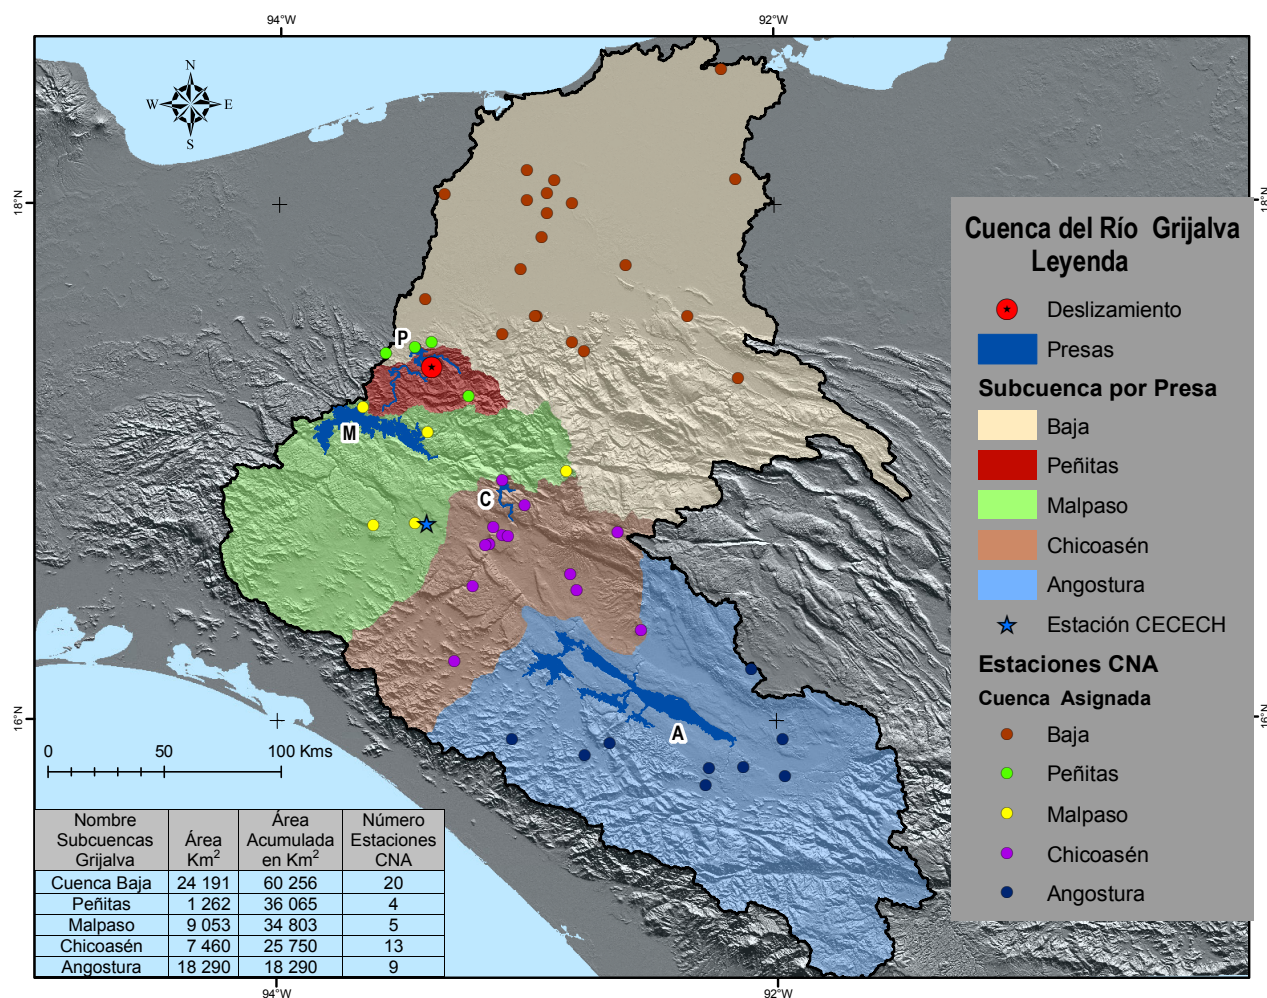 94°W
92°W
N
W
E
S
18°N
18°N
Cuenca del Río Grijalva
Leyenda
Deslizamiento
Presas
Subcuenca por Presa
Baja
Peñitas
Malpaso
Chicoasén
Angostura
Estación CECECH
Estaciones CNA
Cuenca Asignada
Baja
Peñitas
Malpaso
Chicoasén
Angostura
P
M
C
A
16°N
16°N
0 50 100 Kms
Nombre Subcuencas Grijalva
Área Km²
Área Acumulada en Km²
Número Estaciones CNA
Cuenca Baja 24 191 60 256 20
Peñitas 1 262 36 065 4
Malpaso 9 053 34 803 5
Chicoasén 7 460 25 750 13
Angostura 18 290 18 290 9
94°W
92°W